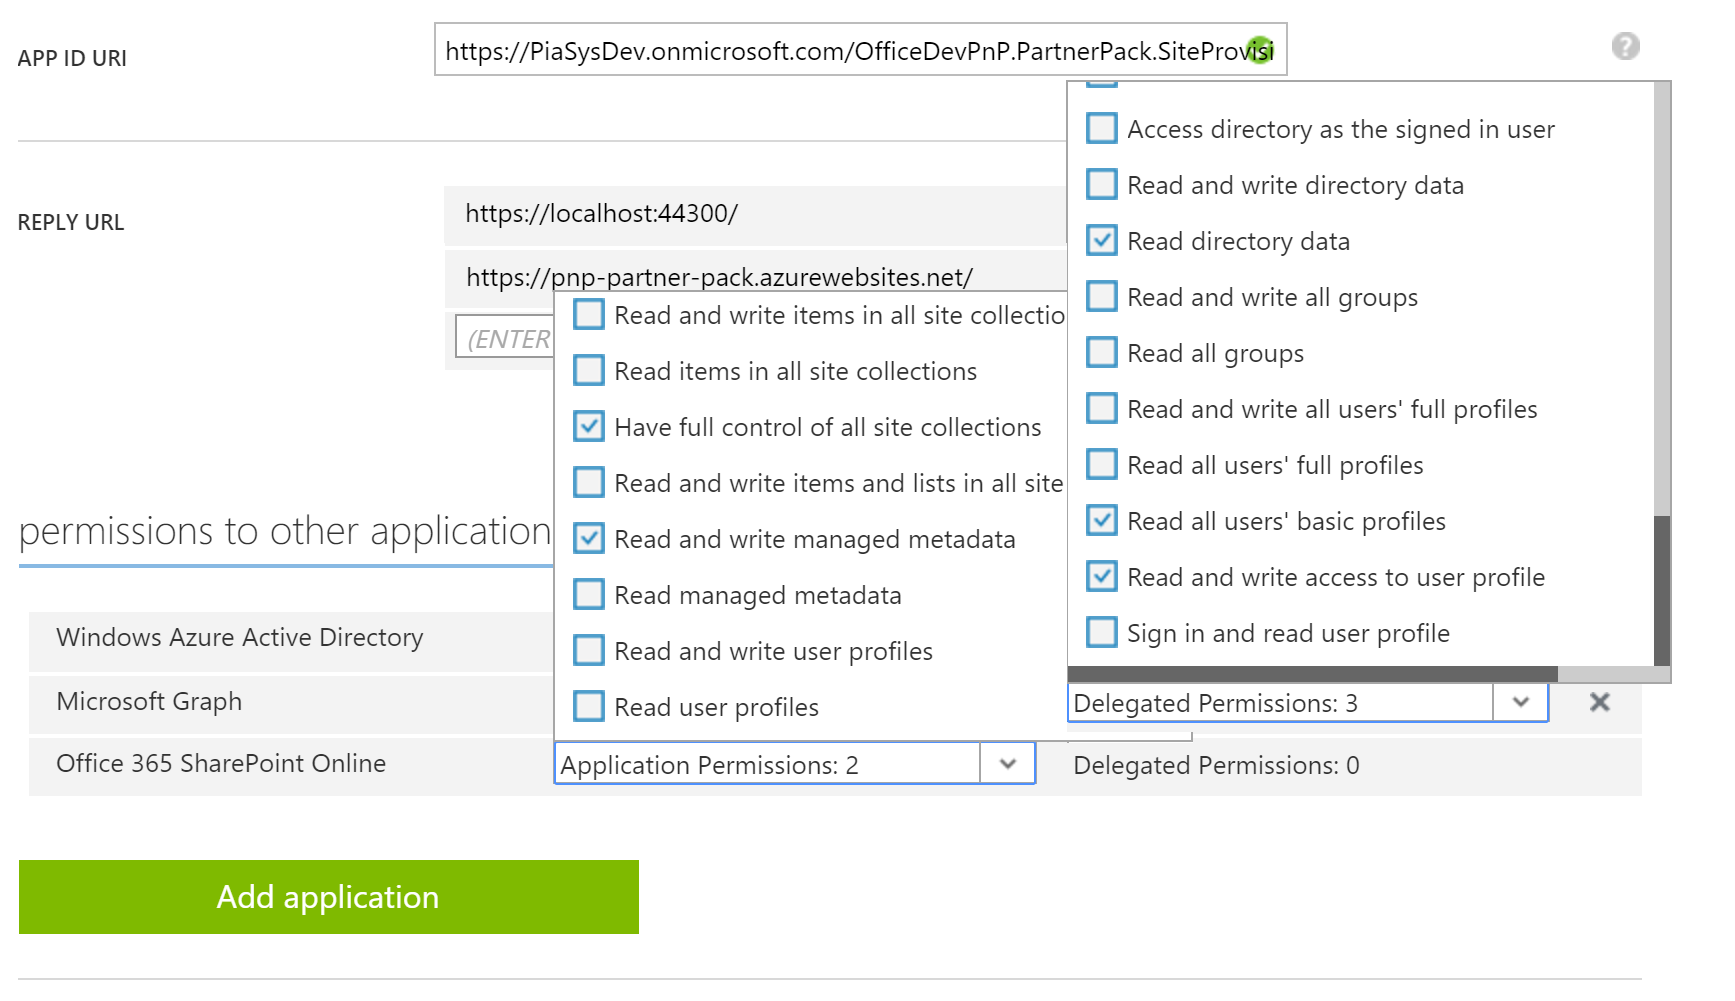 APP ID URI
https://PiaSysDev.onmicrosoft.com/OfficeDevPnP.PartnerPack.SiteProvisi
?
REPLY URL
https://localhost:44300/
https://pnp-partner-pack.azurewebsites.net/
(ENTER
Access directory as the signed in user
Read and write directory data
Read directory data
Read and write all groups
Read all groups
Read and write all users' full profiles
Read all users' full profiles
Read all users' basic profiles
Read and write access to user profile
Sign in and read user profile
Read and write items in all site collectio
Read items in all site collections
Have full control of all site collections
Read and write items and lists in all site
Read and write managed metadata
Read managed metadata
Read and write user profiles
Read user profiles
permissions to other application
Windows Azure Active Directory
Microsoft Graph
Delegated Permissions: 3
Office 365 SharePoint Online
Application Permissions: 2
Delegated Permissions: 0
Add application